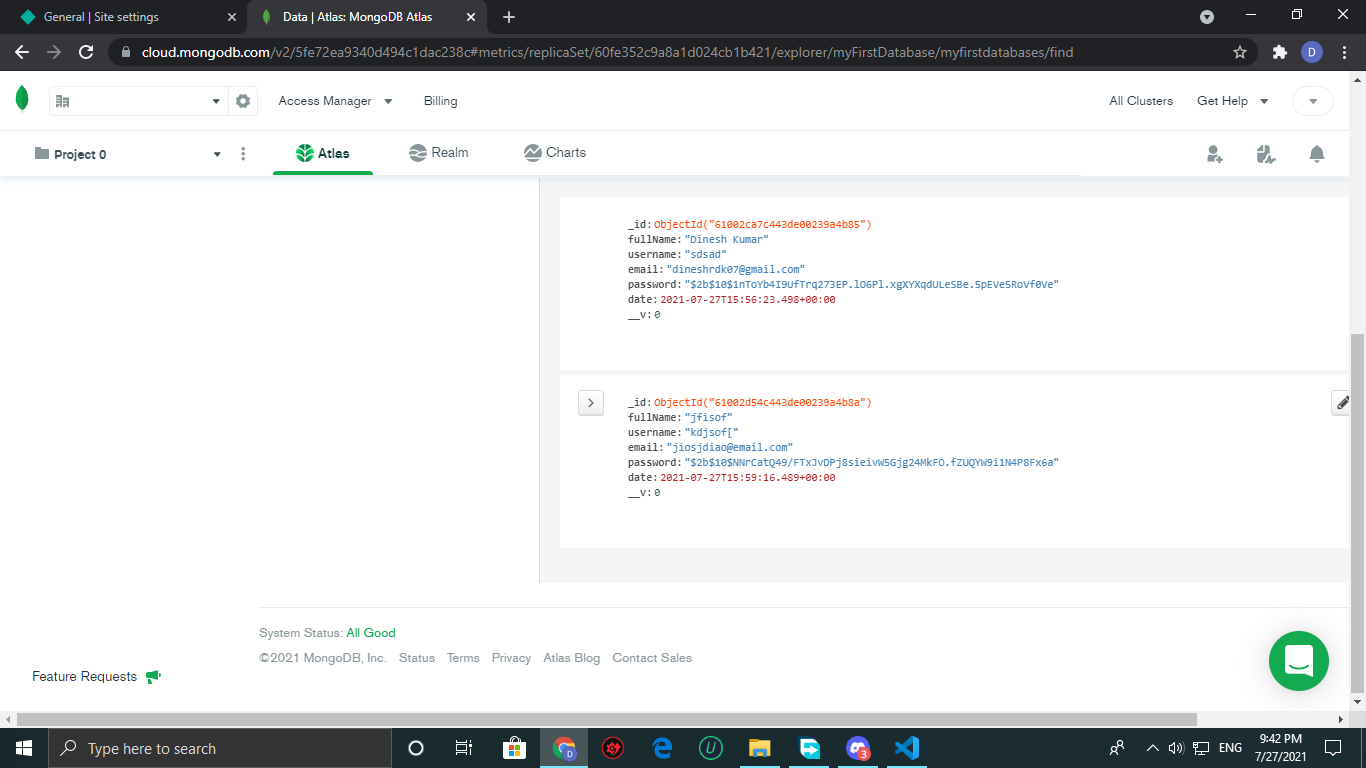 General | Site settings
Data | Atlas: MongoDB Atlas
cloud.mongodb.com/v2/5fe72ea9340d494c1dac238c#metrics/replicaSet/60fe352c9a8a1d024cb1b421/explorer/myFirstDatabase/myfirstdatabases/find
D
Access Manager
Billing
All Clusters
Get Help
Project 0
Atlas
Realm
Charts
_id: ObjectId("61002ca7c443de00239a4b85")
fullName: "Dinesh Kumar"
username: "sdsad"
email: "dineshrdk07@gmail.com"
password: "$2b$10$1nToYb4I9UfTrq273EP.lO6Pl.xgXYXqdULeSBe.5pEVe5RoVf0Ve"
date: 2021-07-27T15:56:23.498+00:00
__v: 0
_id: ObjectId("61002d54c443de00239a4b8a")
fullName: "jfisof"
username: "kdjsof["
email: "jiosjdiao@email.com"
password: "$2b$10$NNrCatQ49/FTxJvDPj8sieivW5Gjg24MkFO.fZUQYW9i1N4P8Fx6a"
date: 2021-07-27T15:59:16.489+00:00
__v: 0
System Status: All Good
©2021 MongoDB, Inc. Status Terms Privacy Atlas Blog Contact Sales
Feature Requests
Type here to search
D
U
3
ENG
9:42 PM
7/27/2021